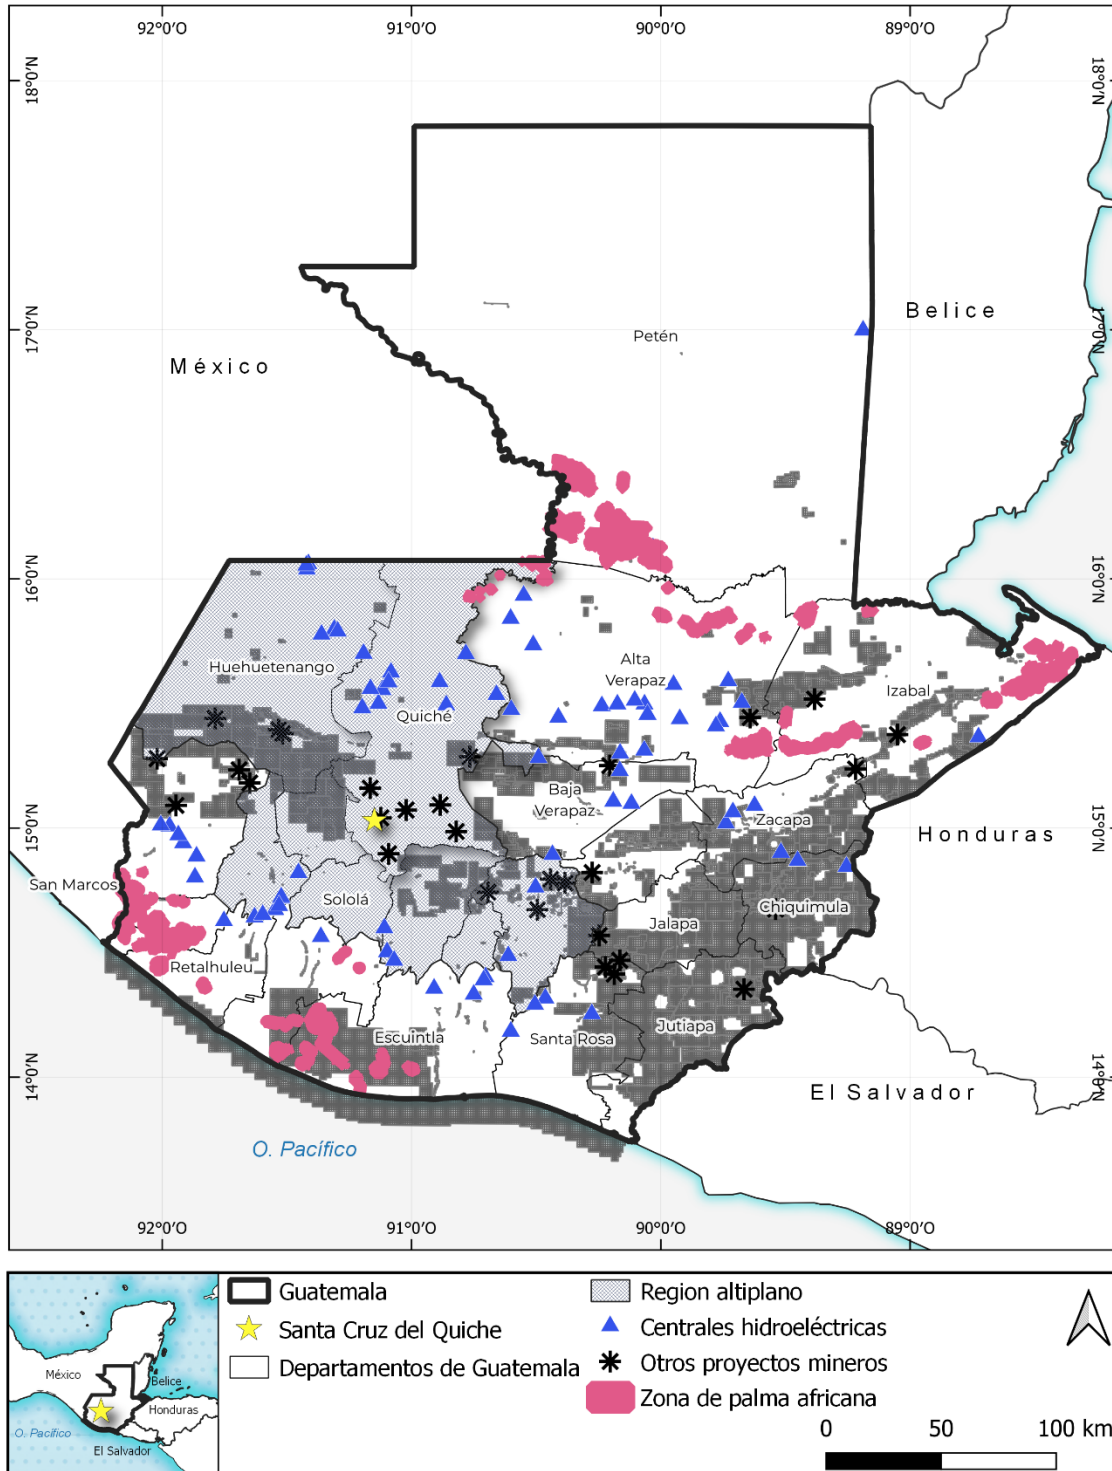 92°0'O 91°0'O 90°0'O 89°0'O
18°0'N 18°0'N
Belice
17°0'N 17°0'N
Petén
México
16°0'N 16°0'N
Alta
Verapaz
Huehuetenango
Izabal
Quiché
Baja
Verapaz
Zacapa
15°0'N 15°0'N
Honduras
San Marcos
Sololá
Chiquimula
Jalapa
Retalhuleu
Jutiapa
Escuintla
Santa Rosa
14°0'N 14°0'N
El Salvador
O. Pacífico
92°0'O 91°0'O 90°0'O 89°0'O
México
Belice
Honduras
O. Pacífico
El Salvador
Guatemala
Santa Cruz del Quiche
Departamentos de Guatemala
Region altiplano
Centrales hidroeléctricas
Otros proyectos mineros
Zona de palma africana
0 50 100 km